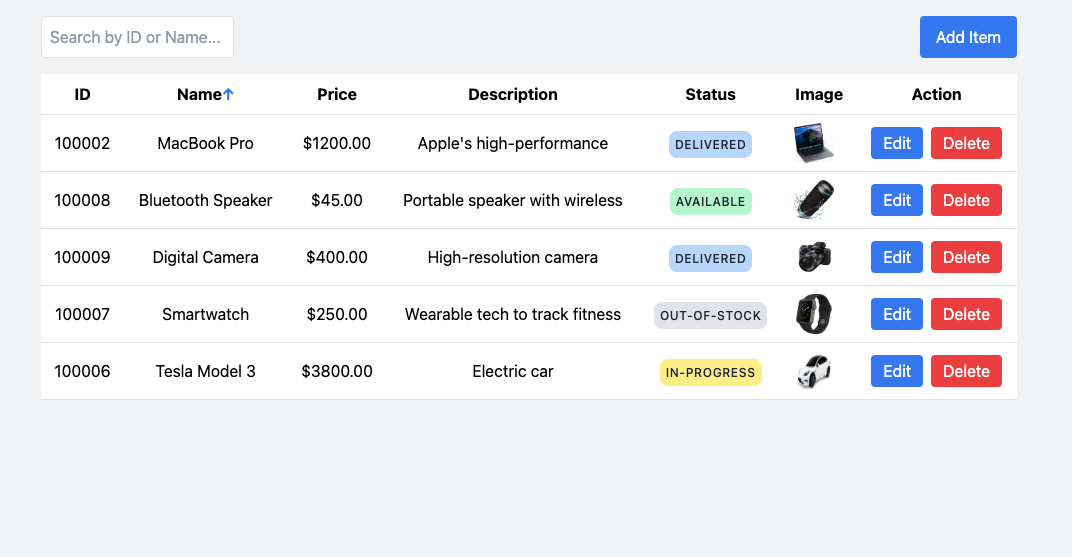 Search by ID or Name... Add Item
ID Name↑ Price Description Status Image Action
100002 MacBook Pro $1200.00 Apple's high-performance DELIVERED Edit Delete
100008 Bluetooth Speaker $45.00 Portable speaker with wireless AVAILABLE Edit Delete
100009 Digital Camera $400.00 High-resolution camera DELIVERED Edit Delete
100007 Smartwatch $250.00 Wearable tech to track fitness OUT-OF-STOCK Edit Delete
100006 Tesla Model 3 $3800.00 Electric car IN-PROGRESS Edit Delete